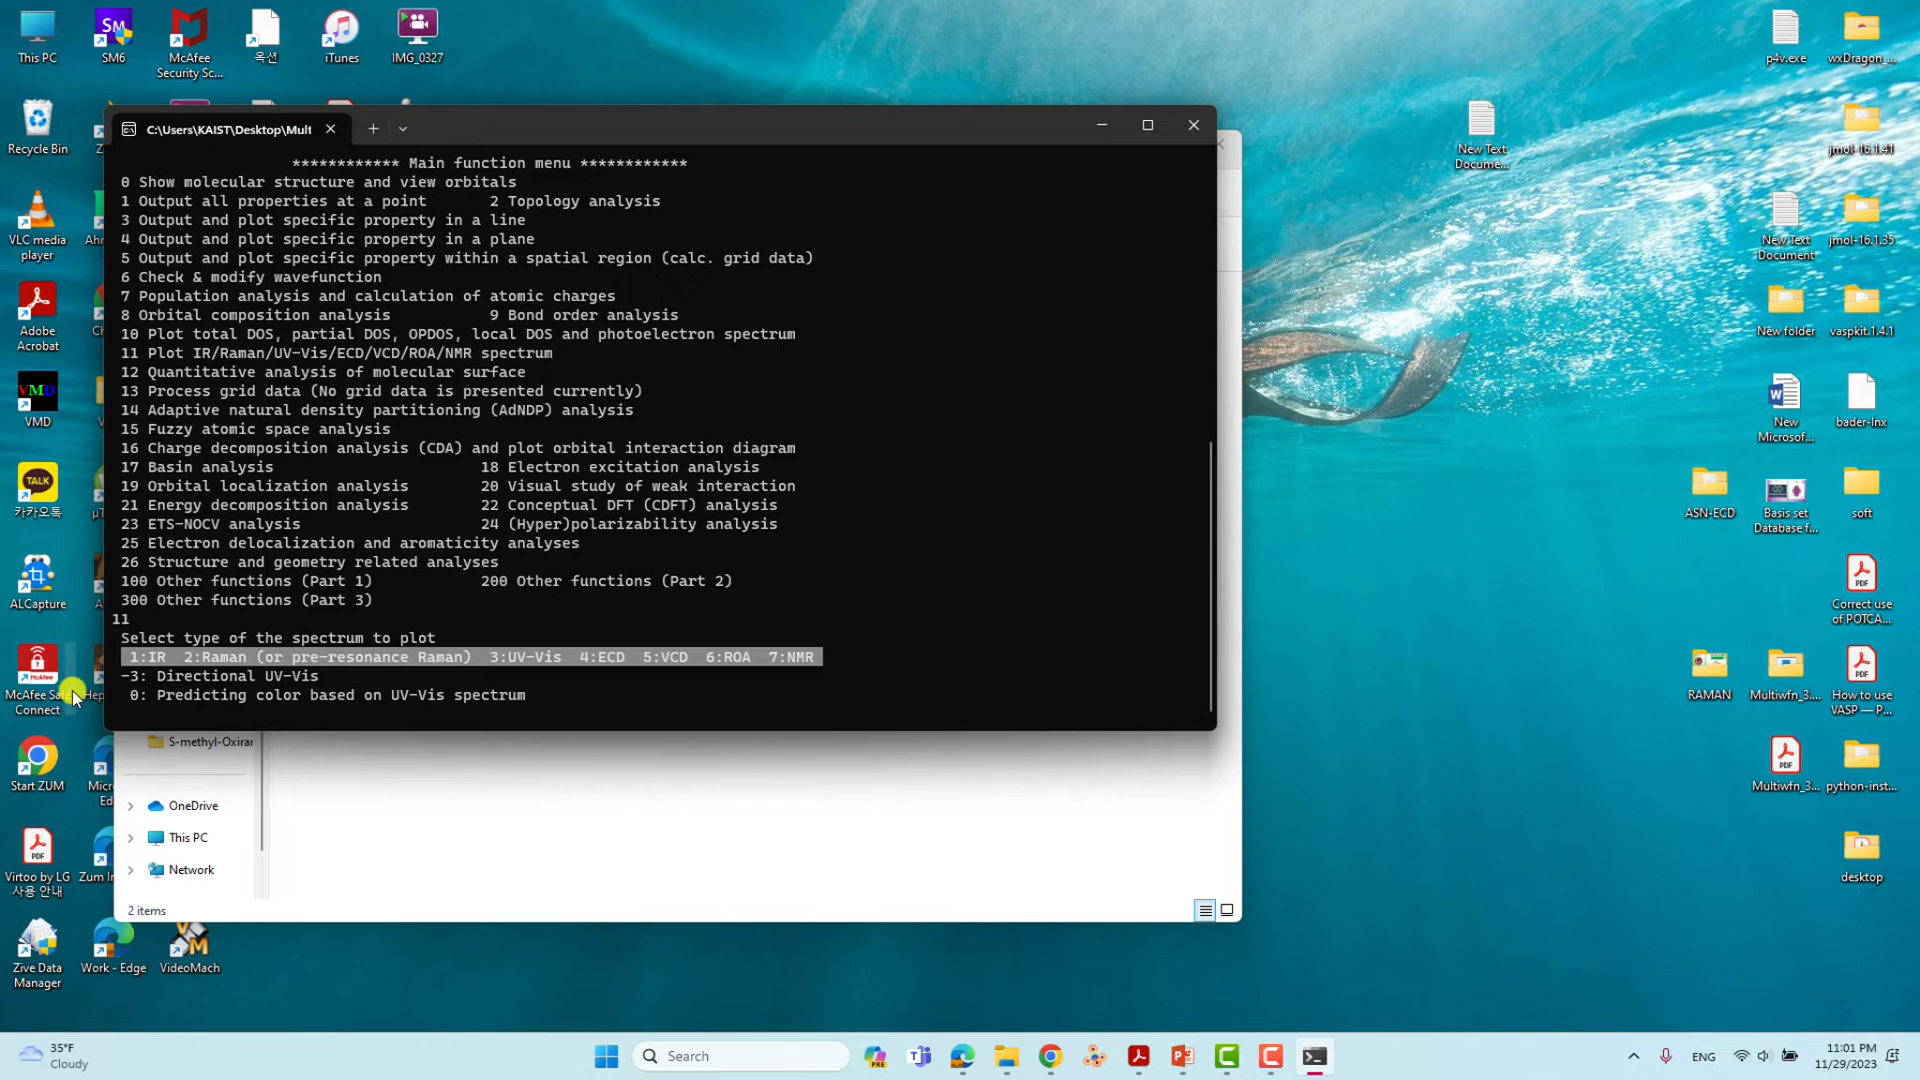 This PC
SM6
McAfee
Security Sc...
옥션
iTunes
IMG_0327
p4v.exe
wxDragon_...
Recycle Bin
C:\Users\KAIST\Desktop\Mult
New Text
Docume...
jmol-16.1.41
************ Main function menu ************
0 Show molecular structure and view orbitals
1 Output all properties at a point 2 Topology analysis
3 Output and plot specific property in a line
4 Output and plot specific property in a plane
5 Output and plot specific property within a spatial region (calc. grid data)
6 Check & modify wavefunction
7 Population analysis and calculation of atomic charges
8 Orbital composition analysis 9 Bond order analysis
10 Plot total DOS, partial DOS, OPDOS, local DOS and photoelectron spectrum
11 Plot IR/Raman/UV-Vis/ECD/VCD/ROA/NMR spectrum
12 Quantitative analysis of molecular surface
13 Process grid data (No grid data is presented currently)
14 Adaptive natural density partitioning (AdNDP) analysis
15 Fuzzy atomic space analysis
16 Charge decomposition analysis (CDA) and plot orbital interaction diagram
17 Basin analysis 18 Electron excitation analysis
19 Orbital localization analysis 20 Visual study of weak interaction
21 Energy decomposition analysis 22 Conceptual DFT (CDFT) analysis
23 ETS-NOCV analysis 24 (Hyper)polarizability analysis
25 Electron delocalization and aromaticity analyses
26 Structure and geometry related analyses
100 Other functions (Part 1) 200 Other functions (Part 2)
300 Other functions (Part 3)
11
Select type of the spectrum to plot
1:IR 2:Raman (or pre-resonance Raman) 3:UV-Vis 4:ECD 5:VCD 6:ROA 7:NMR
-3: Directional UV-Vis
0: Predicting color based on UV-Vis spectrum
VLC media
player
Adobe
Acrobat
VMD
VMD
TALK
카카오톡
ALCapture
McAfee
McAfee Safe
Connect
Start ZUM
Micr
PDF
Virtoo by LG
사용 안내
Zum In
Zive Data
Manager
Work - Edge
VideoMach
S-methyl-Oxirar
OneDrive
This PC
Network
2 items
New Text
Document
jmol-16.1.35
New folder
vaspkit.1.4.1
New
Microsof...
bader-lnx
ASN-ECD
Basis set
Database f...
soft
Correct use
of POTCA...
RAMAN
Multiwfn_3....
How to use
VASP — P...
PDF
Multiwfn_3...
python-inst...
desktop
35°F
Cloudy
Search
PRE
ENG
11:01 PM
11/29/2023